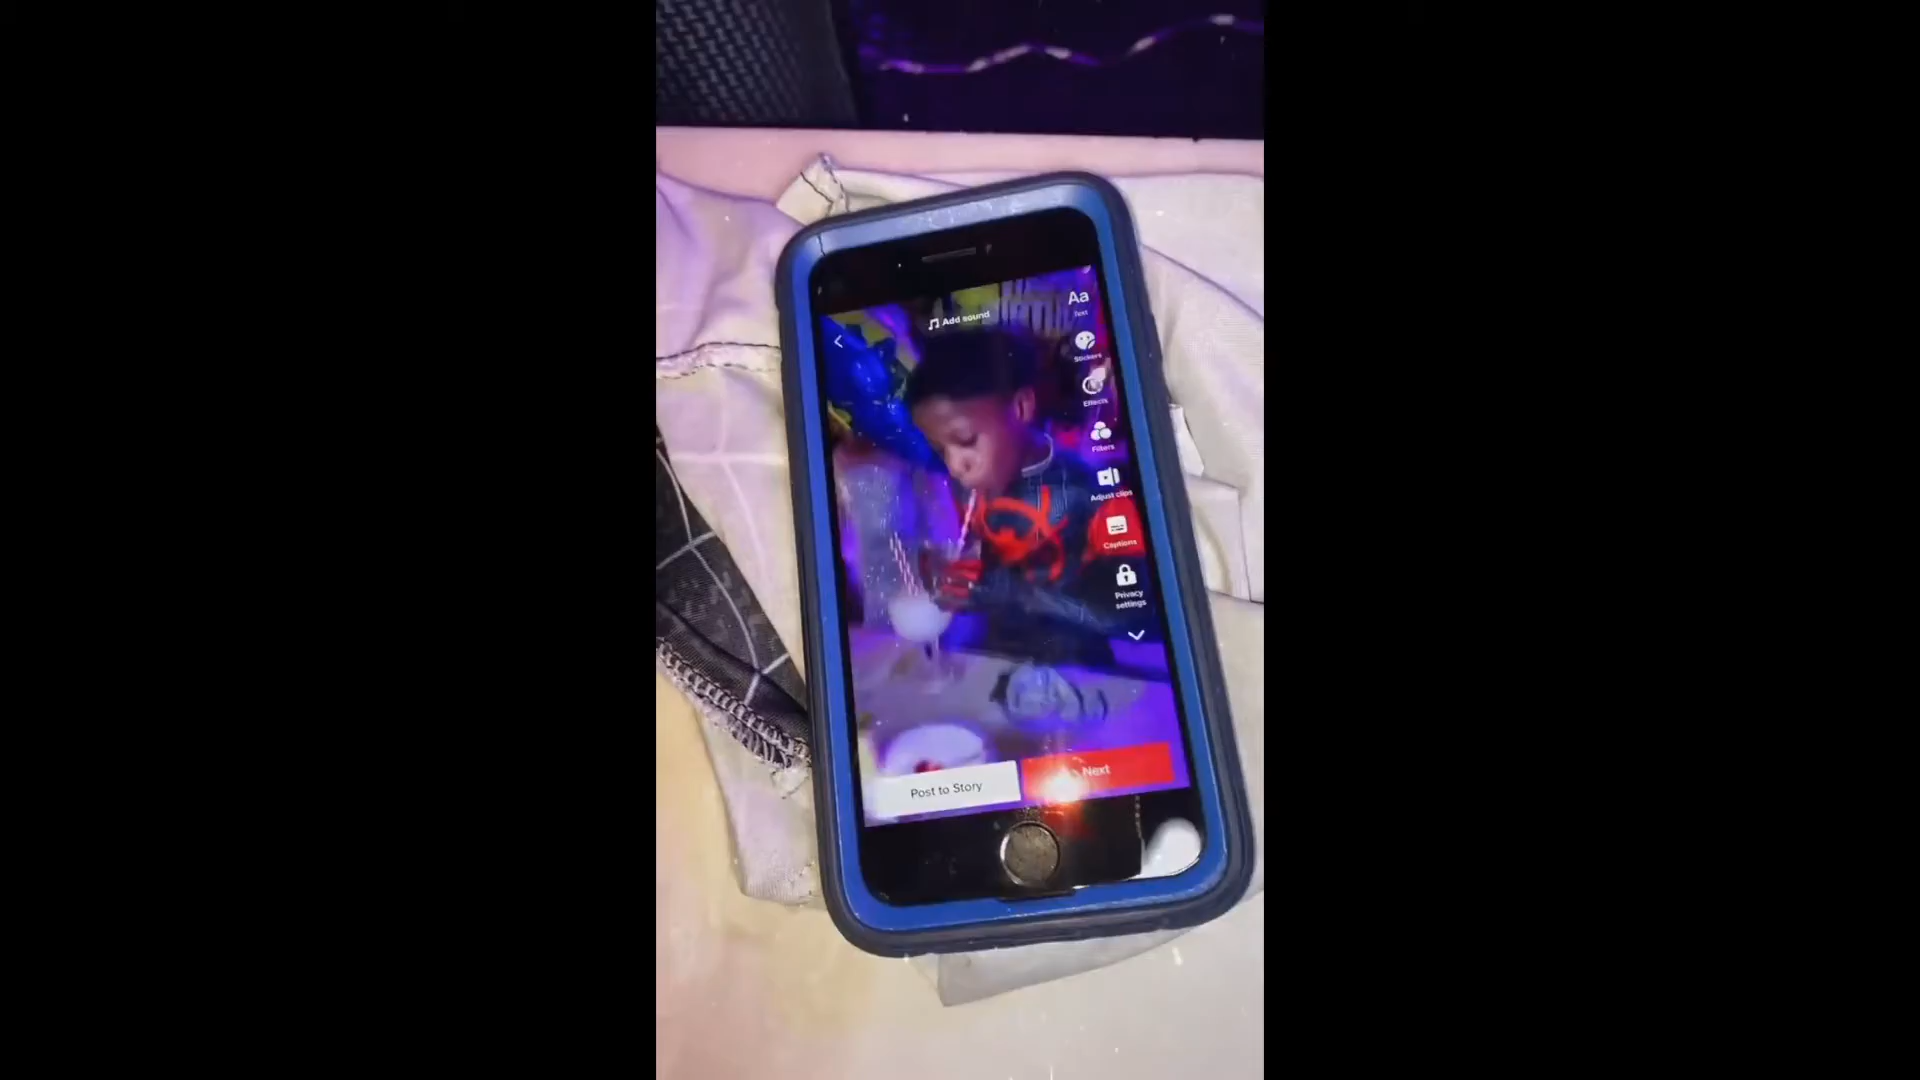 Add sound
Aa
Text
Stickers
Effects
Filters
Adjust clips
Captions
Privacy
settings
Post to Story
Next